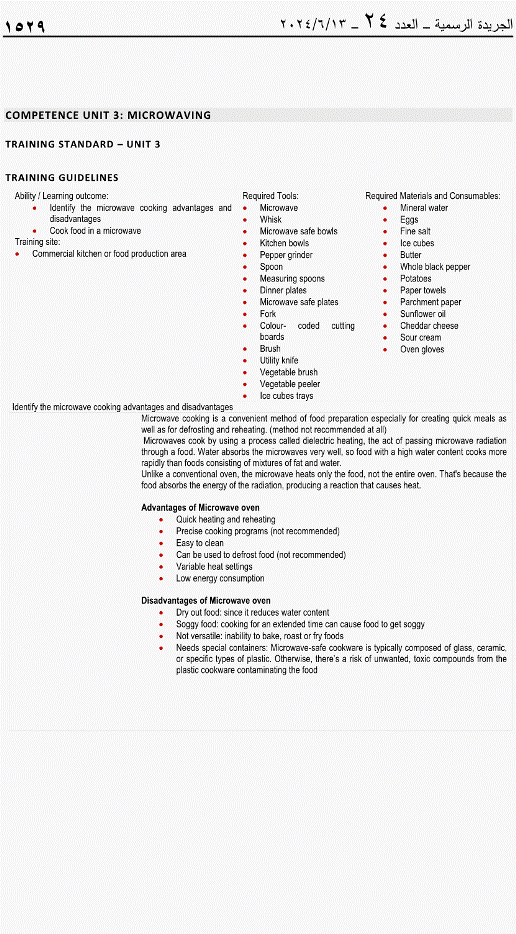 الجريدة الرسمية – العدد ٢٤ – ٢٠٢٤/٦/١٣
١٥٢٩
COMPETENCE UNIT 3: MICROWAVING
TRAINING STANDARD – UNIT 3
TRAINING GUIDELINES
Ability / Learning outcome:
• Identify the microwave cooking advantages and
disadvantages
• Cook food in a microwave
Training site:
• Commercial kitchen or food production area
Required Tools:
• Microwave
• Whisk
• Microwave safe bowls
• Kitchen bowls
• Pepper grinder
• Spoon
• Measuring spoons
• Dinner plates
• Microwave safe plates
• Fork
• Colour- coded cutting
boards
• Brush
• Utility knife
• Vegetable brush
• Vegetable peeler
• Ice cubes trays
Required Materials and Consumables:
• Mineral water
• Eggs
• Fine salt
• Ice cubes
• Butter
• Whole black pepper
• Potatoes
• Paper towels
• Parchment paper
• Sunflower oil
• Cheddar cheese
• Sour cream
• Oven gloves
Identify the microwave cooking advantages and disadvantages
Microwave cooking is a convenient method of food preparation especially for creating quick meals as
well as for defrosting and reheating. (method not recommended at all)
Microwaves cook by using a process called dielectric heating, the act of passing microwave radiation
through a food. Water absorbs the microwaves very well, so food with a high water content cooks more
rapidly than foods consisting of mixtures of fat and water.
Unlike a conventional oven, the microwave heats only the food, not the entire oven. That's because the
food absorbs the energy of the radiation, producing a reaction that causes heat.
Advantages of Microwave oven
• Quick heating and reheating
• Precise cooking programs (not recommended)
• Easy to clean
• Can be used to defrost food (not recommended)
• Variable heat settings
• Low energy consumption
Disadvantages of Microwave oven
• Dry out food: since it reduces water content
• Soggy food: cooking for an extended time can cause food to get soggy
• Not versatile: inability to bake, roast or fry foods
• Needs special containers: Microwave-safe cookware is typically composed of glass, ceramic,
or specific types of plastic. Otherwise, there's a risk of unwanted, toxic compounds from the
plastic cookware contaminating the food